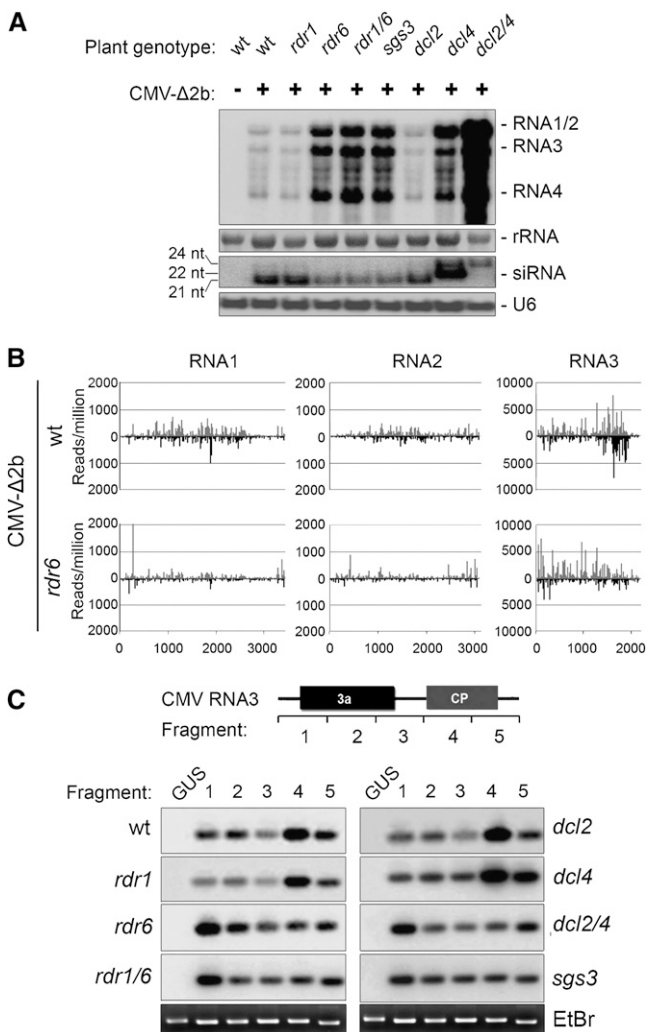 A
Plant genotype: wt wt rdr1 rdr6 rdr1/6 sgs3 dcl2 dcl4 dcl2/4
CMV-Δ2b: - + + + + + + + +
- RNA1/2
- RNA3
- RNA4
- rRNA
24 nt
22 nt
21 nt
- siRNA
- U6
B
RNA1 RNA2 RNA3
CMV-Δ2b
wt
Reads/million
2000 2000 10000
1000 1000 5000
0 0 0
1000 1000 5000
2000 2000 10000
rdr6
Reads/million
2000 2000 10000
1000 1000 5000
0 0 0
1000 1000 5000
2000 2000 10000
0 1000 2000 3000 0 1000 2000 3000 0 1000 2000
C
CMV RNA3 3a CP
Fragment: 1 2 3 4 5
Fragment: GUS 1 2 3 4 5 GUS 1 2 3 4 5
wt dcl2
rdr1 dcl4
rdr6 dcl2/4
rdr1/6 sgs3
EtBr